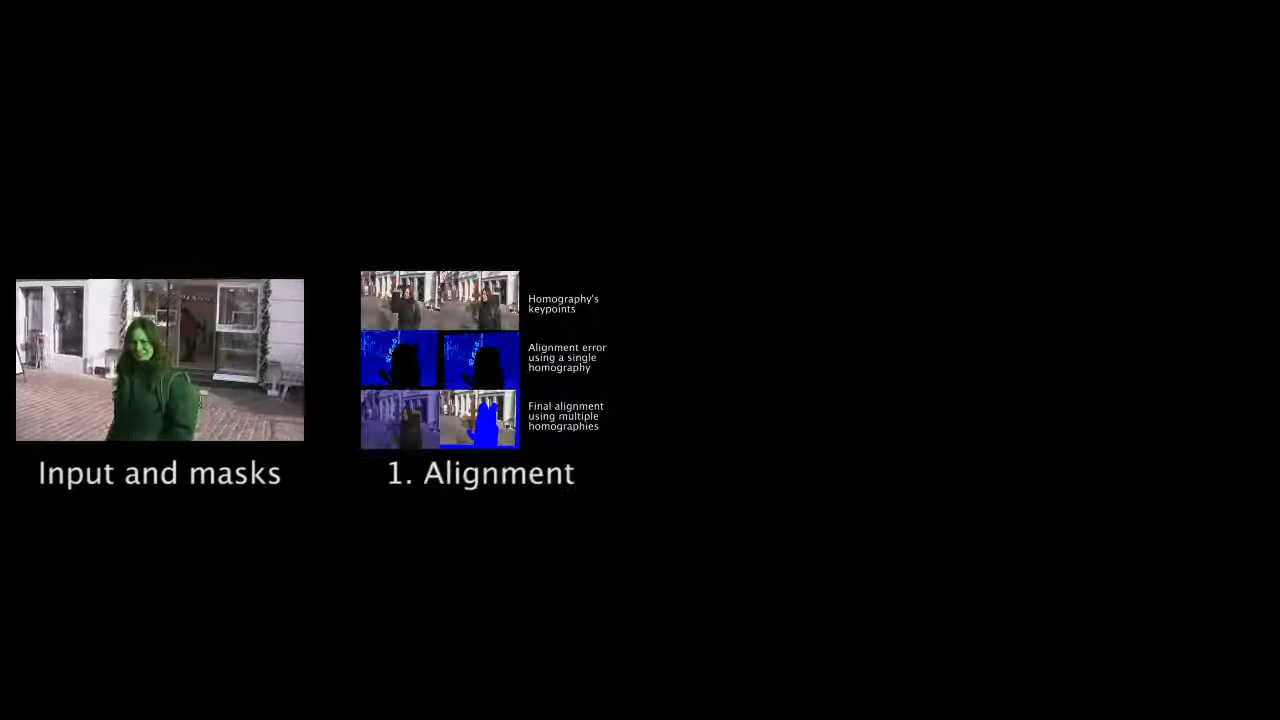 Homography's
keypoints
Alignment error
using a single
homography
Final alignment
using multiple
homographies
Input and masks
1. Alignment